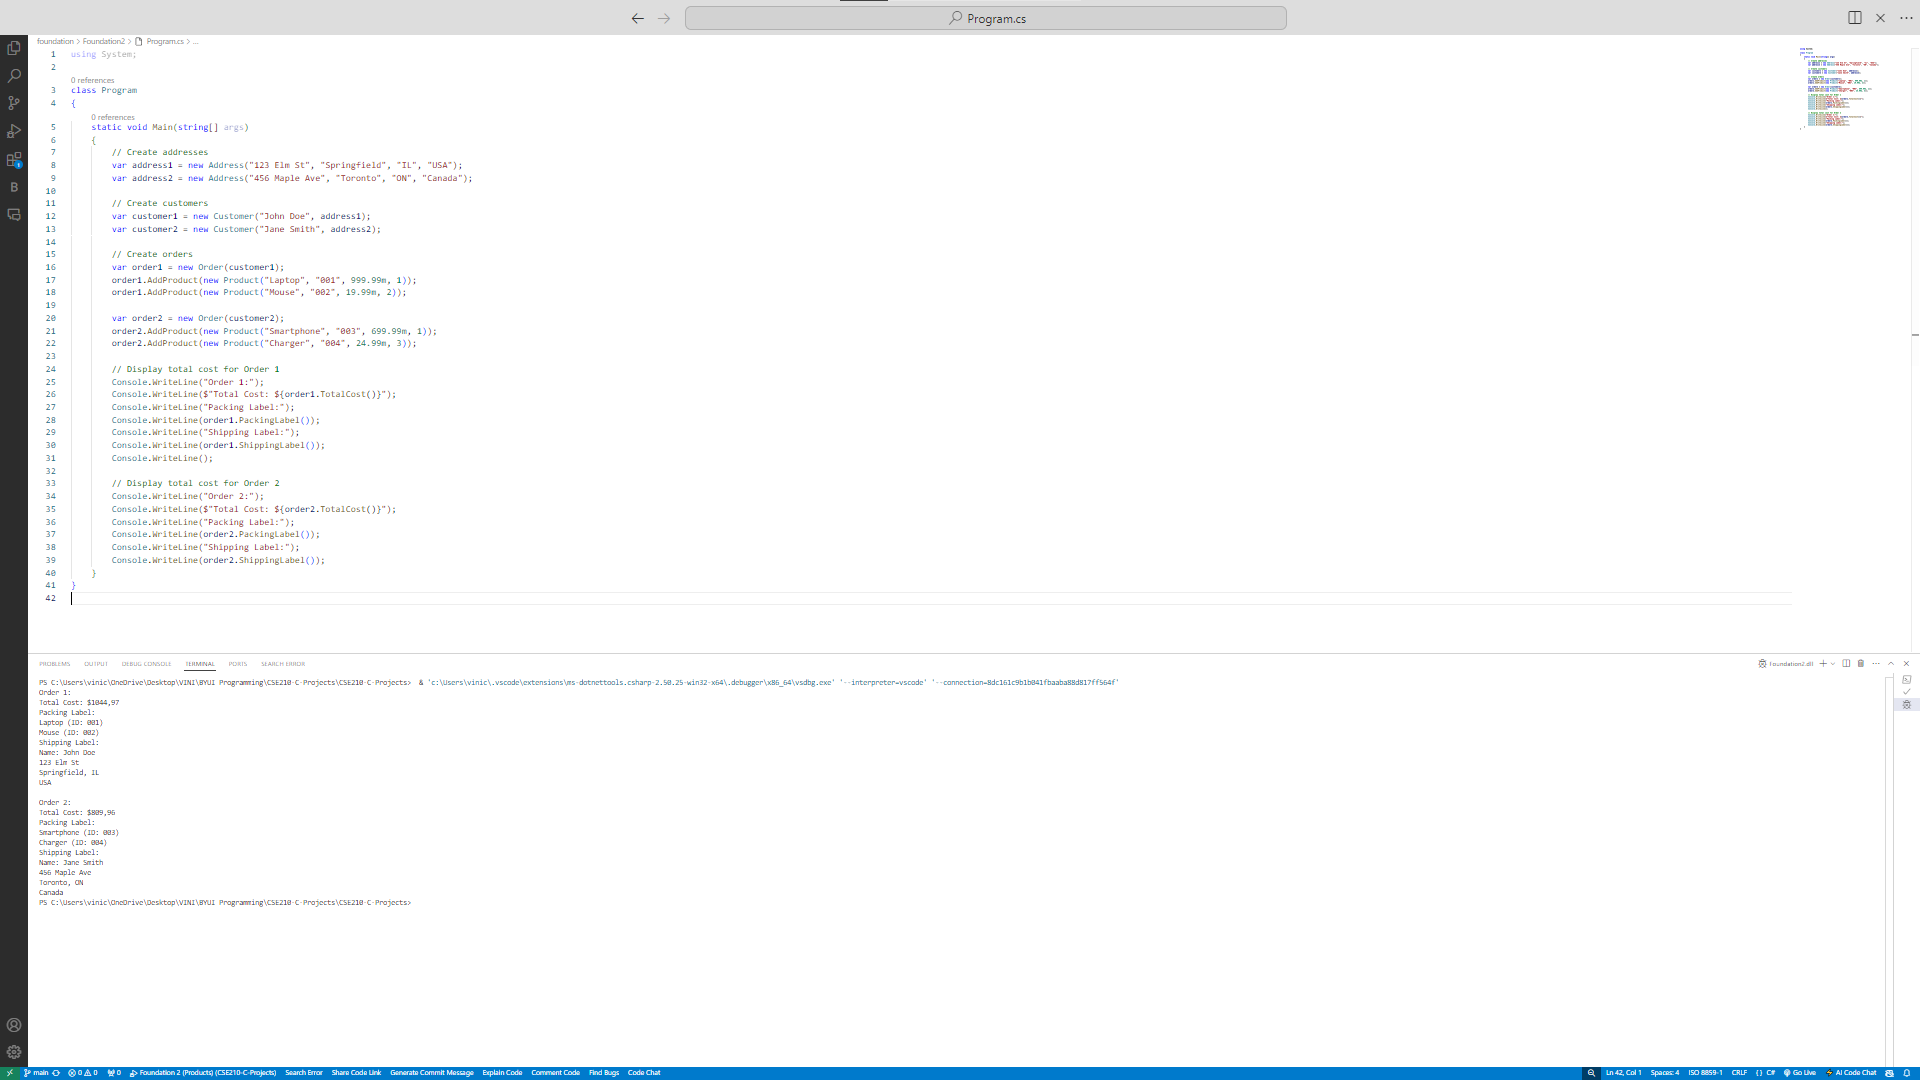 Program.cs
foundation > Foundation2 > Program.cs > ...
1 using System;
2
0 references
3 class Program
4 {
0 references
5 static void Main(string[] args)
6 {
7 // Create addresses
8 var address1 = new Address("123 Elm St", "Springfield", "IL", "USA");
9 var address2 = new Address("456 Maple Ave", "Toronto", "ON", "Canada");
10
11 // Create customers
12 var customer1 = new Customer("John Doe", address1);
13 var customer2 = new Customer("Jane Smith", address2);
14
15 // Create orders
16 var order1 = new Order(customer1);
17 order1.AddProduct(new Product("Laptop", "001", 999.99m, 1));
18 order1.AddProduct(new Product("Mouse", "002", 19.99m, 2));
19
20 var order2 = new Order(customer2);
21 order2.AddProduct(new Product("Smartphone", "003", 699.99m, 1));
22 order2.AddProduct(new Product("Charger", "004", 24.99m, 3));
23
24 // Display total cost for Order 1
25 Console.WriteLine("Order 1:");
26 Console.WriteLine($"Total Cost: ${order1.TotalCost()}");
27 Console.WriteLine("Packing Label:");
28 Console.WriteLine(order1.PackingLabel());
29 Console.WriteLine("Shipping Label:");
30 Console.WriteLine(order1.ShippingLabel());
31 Console.WriteLine();
32
33 // Display total cost for Order 2
34 Console.WriteLine("Order 2:");
35 Console.WriteLine($"Total Cost: ${order2.TotalCost()}");
36 Console.WriteLine("Packing Label:");
37 Console.WriteLine(order2.PackingLabel());
38 Console.WriteLine("Shipping Label:");
39 Console.WriteLine(order2.ShippingLabel());
40 }
41 }
42
PROBLEMS OUTPUT DEBUG CONSOLE TERMINAL PORTS SEARCH ERROR Foundation2.dll
PS C:\Users\vinic\OneDrive\Desktop\VINI\BYUI Programming\CSE210-C-Projects\CSE210-C-Projects> & 'c:\Users\vinic\.vscode\extensions\ms-dotnettools.csharp-2.50.25-win32-x64\.debugger\x86_64\vsdbg.exe' '--interpreter=vscode' '--connection=8dc161c9b1b041fbaaba88d817ff564f'
Order 1:
Total Cost: $1044,97
Packing Label:
Laptop (ID: 001)
Mouse (ID: 002)
Shipping Label:
Name: John Doe
123 Elm St
Springfield, IL
USA
Order 2:
Total Cost: $809,96
Packing Label:
Smartphone (ID: 003)
Charger (ID: 004)
Shipping Label:
Name: Jane Smith
456 Maple Ave
Toronto, ON
Canada
PS C:\Users\vinic\OneDrive\Desktop\VINI\BYUI Programming\CSE210-C-Projects\CSE210-C-Projects>
main 0 0 0 Foundation 2 (Products) (CSE210-C-Projects) Search Error Share Code Link Generate Commit Message Explain Code Comment Code Find Bugs Code Chat Ln 42, Col 1 Spaces: 4 ISO 8859-1 CRLF {} C# Go Live AI Code Chat